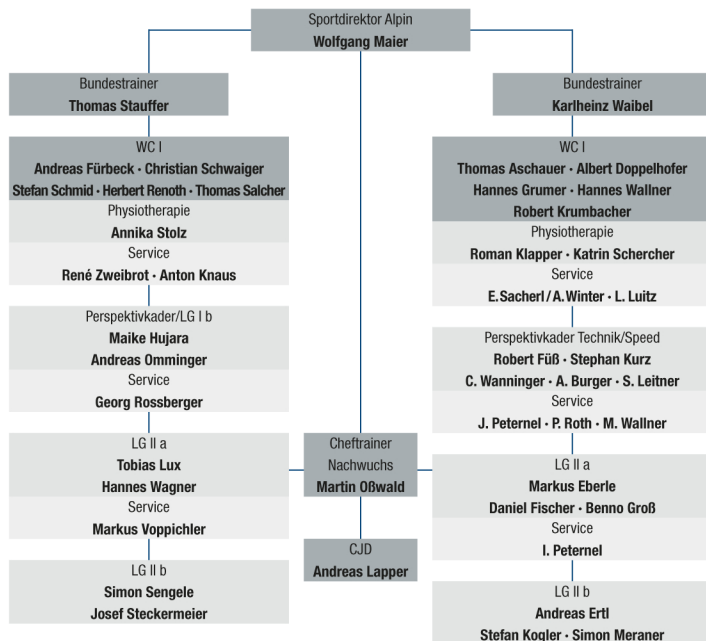 Sportdirektor Alpin
Wolfgang Maier
Bundestrainer
Thomas Stauffer
WC I
Andreas Fürbeck · Christian Schwaiger
Stefan Schmid · Herbert Renoth · Thomas Salcher
Physiotherapie
Annika Stolz
Service
René Zweibrot · Anton Knaus
Perspektivkader/LG I b
Maike Hujara
Andreas Omminger
Service
Georg Rossberger
LG II a
Tobias Lux
Hannes Wagner
Service
Markus Voppichler
LG II b
Simon Sengele
Josef Steckermeier
Cheftrainer
Nachwuchs
Martin Oßwald
CJD
Andreas Lapper
Bundestrainer
Karlheinz Waibel
WC I
Thomas Aschauer · Albert Doppelhofer
Hannes Grumer · Hannes Wallner
Robert Krumbacher
Physiotherapie
Roman Klapper · Katrin Schercher
Service
E.Sacherl/A.Winter · L. Luitz
Perspektivkader Technik/Speed
Robert Füß · Stephan Kurz
C. Wanninger · A. Burger · S. Leitner
Service
J. Peternel · P. Roth · M. Wallner
LG II a
Markus Eberle
Daniel Fischer · Benno Groß
Service
I. Peternel
LG II b
Andreas Ertl
Stefan Kogler · Simon Meraner